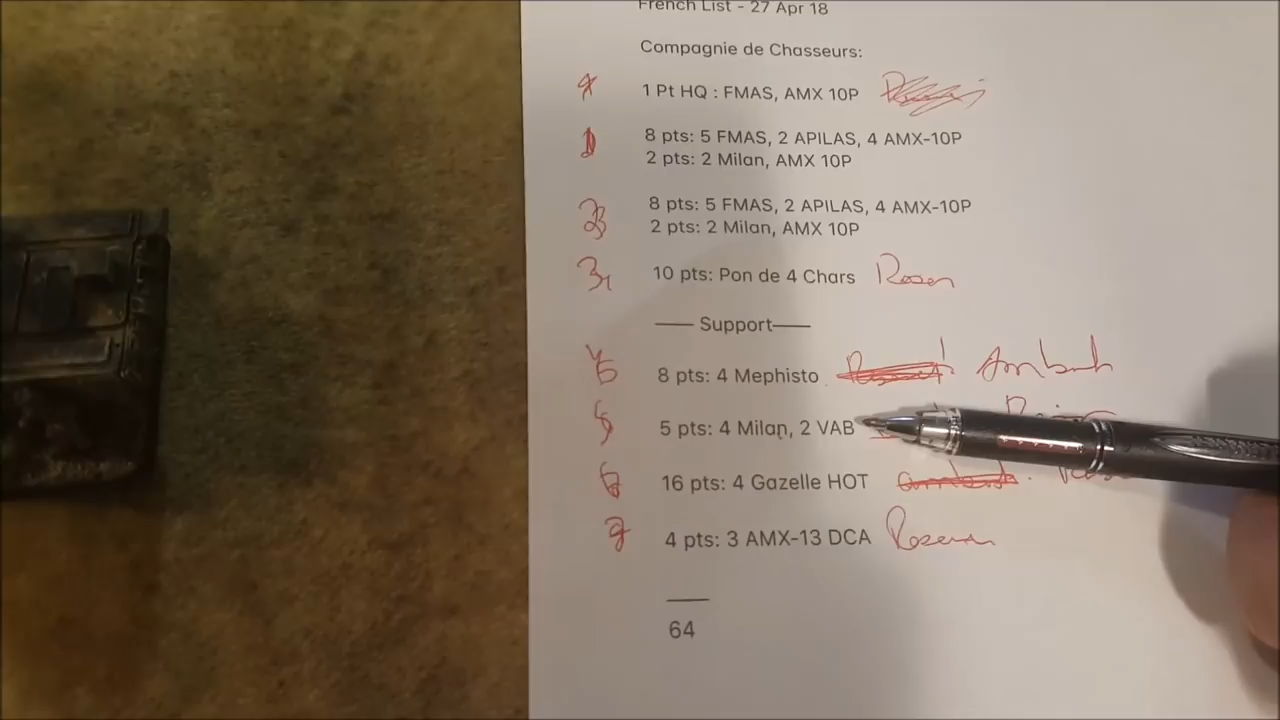 French List - 27 Apr 18
Compagnie de Chasseurs:
1 Pt HQ : FMAS, AMX 10P
8 pts: 5 FMAS, 2 APILAS, 4 AMX-10P
2 pts: 2 Milan, AMX 10P
8 pts: 5 FMAS, 2 APILAS, 4 AMX-10P
2 pts: 2 Milan, AMX 10P
3 10 pts: Pon de 4 Chars
Support
8 pts: 4 Mephisto Ambush
5 pts: 4 Milan, 2 VAB
6 16 pts: 4 Gazelle HOT
4 pts: 3 AMX-13 DCA
64